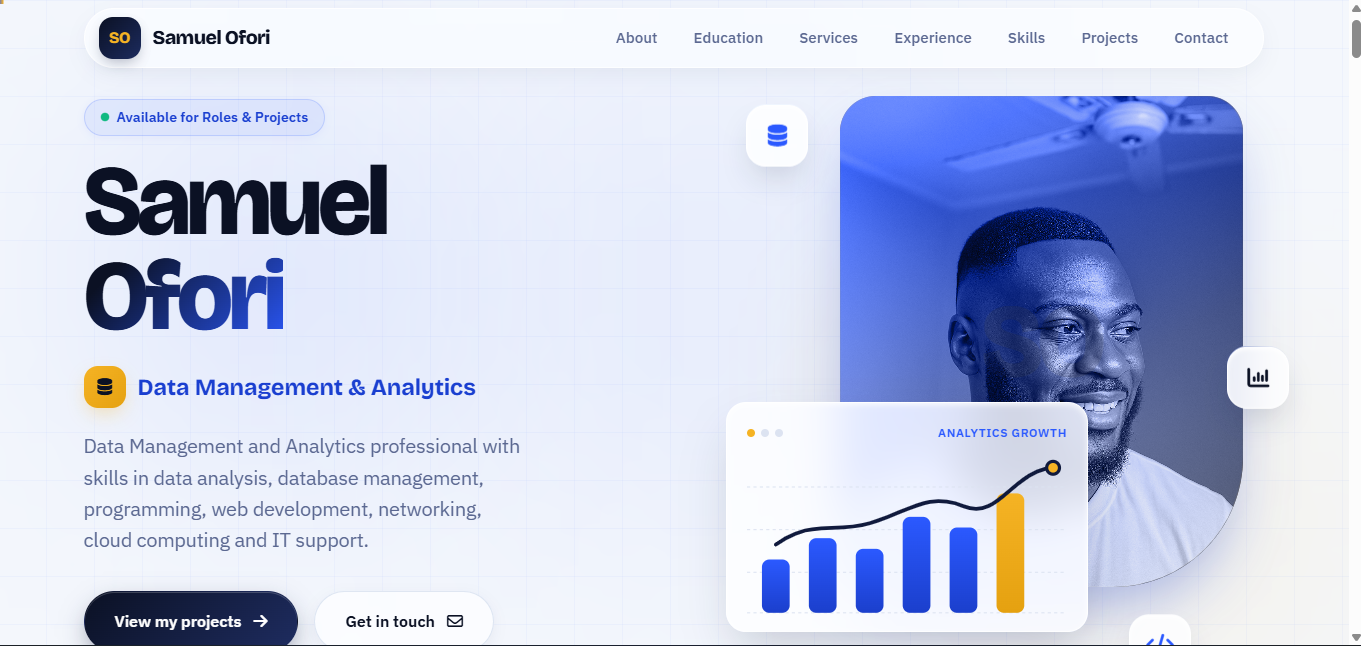 SO
Samuel Ofori
About
Education
Services
Experience
Skills
Projects
Contact
Available for Roles & Projects
Samuel
Ofori
Data Management & Analytics
Data Management and Analytics professional with
skills in data analysis, database management,
programming, web development, networking,
cloud computing and IT support.
View my projects
Get in touch
ANALYTICS GROWTH